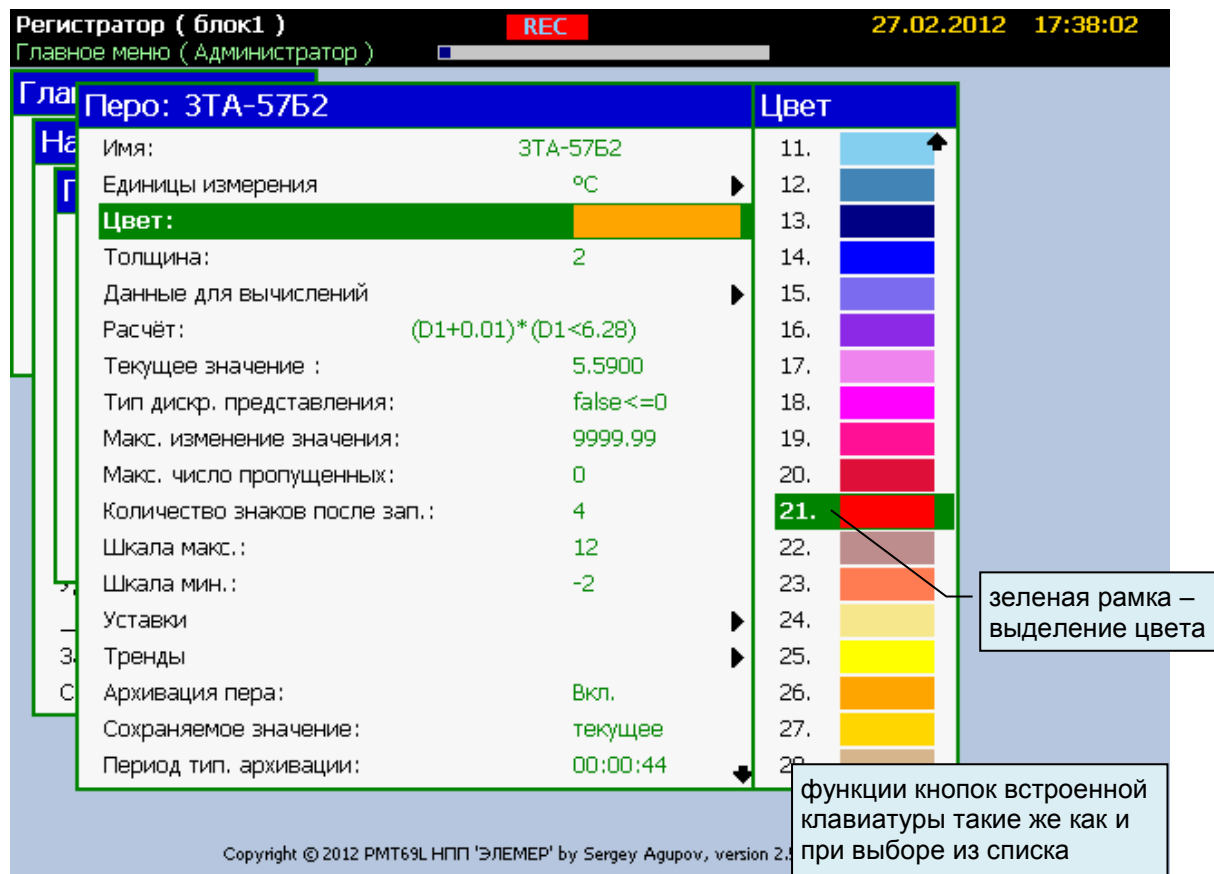 Регистратор ( блок1 ) REC 27.02.2012 17:38:02
Главное меню ( Администратор )
Перо: ЗТА-57Б2 Цвет
Имя: ЗТА-57Б2 11.
Единицы измерения °C 12.
Цвет: 13.
Толщина: 2 14.
Данные для вычислений 15.
Расчёт: (D1+0.01)*(D1<6.28) 16.
Текущее значение : 5.5900 17.
Тип дискр. представления: false<=0 18.
Макс. изменение значения: 9999.99 19.
Макс. число пропущенных: 0 20.
Количество знаков после зап.: 4 21.
Шкала макс.: 12 22.
Шкала мин.: -2 23.
Уставки 24.
Тренды 25.
Архивация пера: Вкл. 26.
Сохраняемое значение: текущее 27.
Период тип. архивации: 00:00:44
зеленая рамка –
выделение цвета
функции кнопок встроенной
клавиатуры такие же как и
при выборе из списка
Copyright © 2012 РМТ69L НПП 'ЭЛЕМЕР' by Sergey Agupov, version